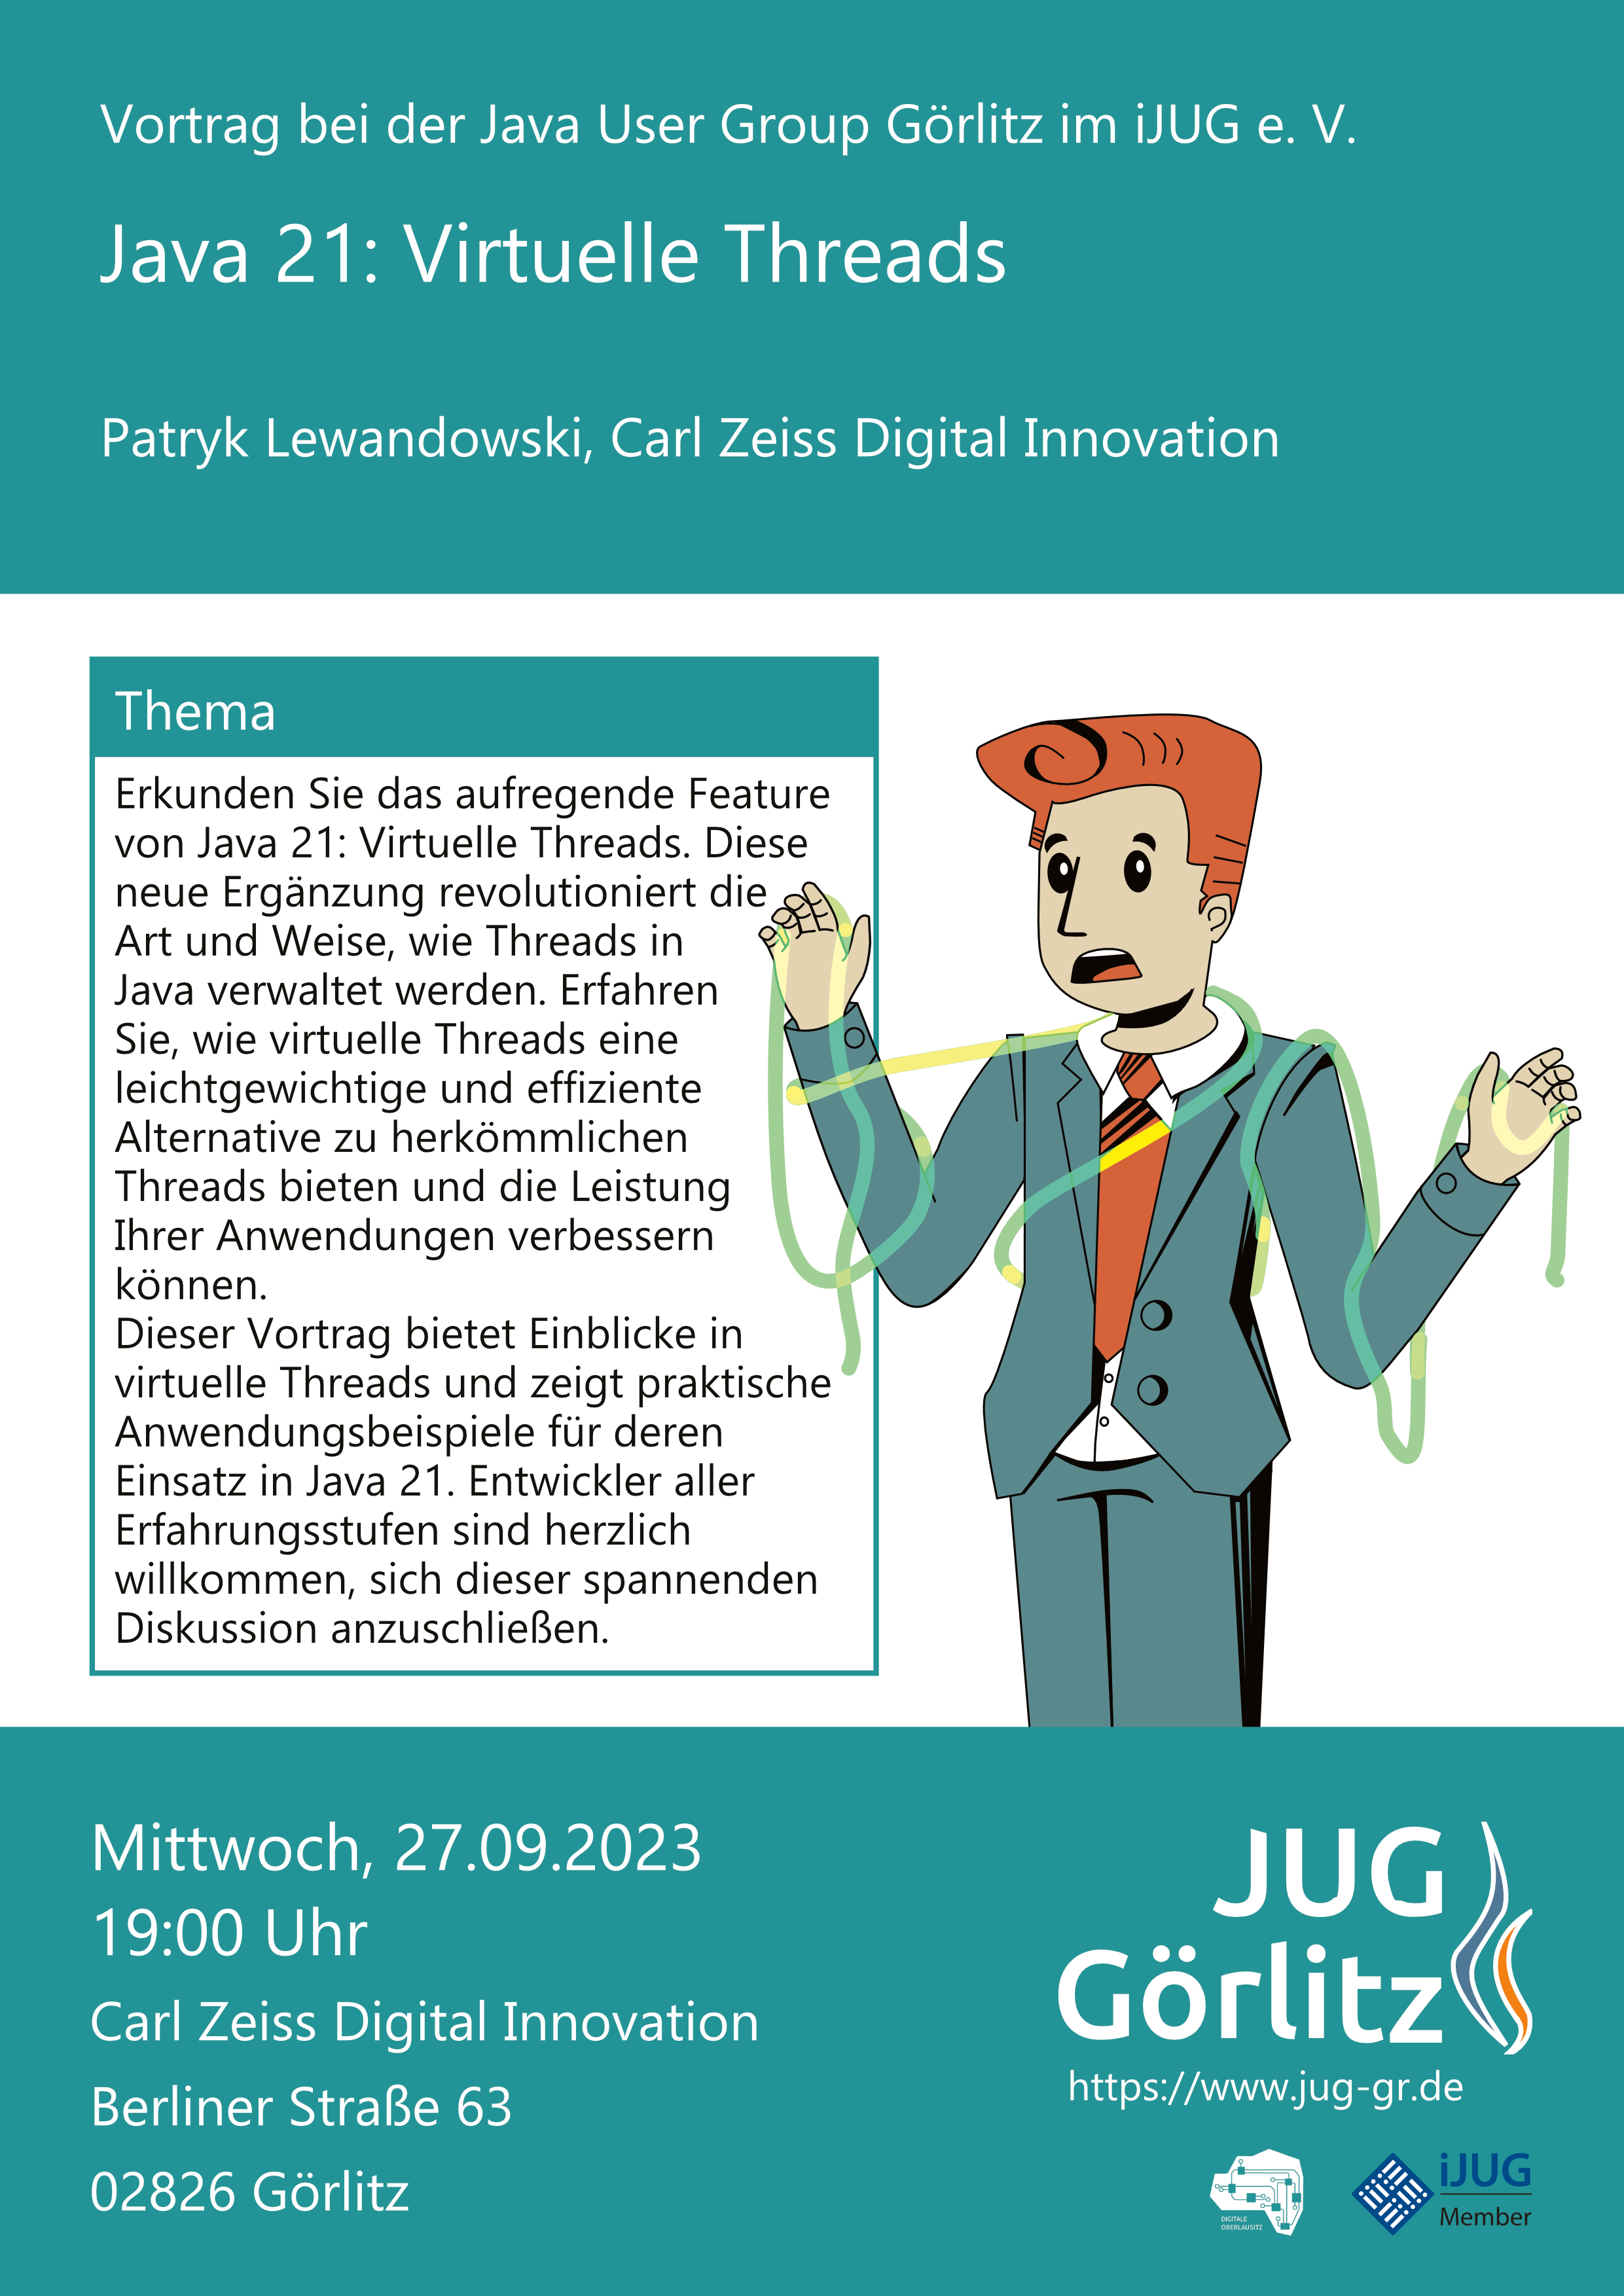 Vortrag bei der Java User Group Görlitz im iJUG e. V.
Java 21: Virtuelle Threads
Patryk Lewandowski, Carl Zeiss Digital Innovation
Thema
Erkunden Sie das aufregende Feature
von Java 21: Virtuelle Threads. Diese
neue Ergänzung revolutioniert die
Art und Weise, wie Threads in
Java verwaltet werden. Erfahren
Sie, wie virtuelle Threads eine
leichtgewichtige und effiziente
Alternative zu herkömmlichen
Threads bieten und die Leistung
Ihrer Anwendungen verbessern
können.
Dieser Vortrag bietet Einblicke in
virtuelle Threads und zeigt praktische
Anwendungsbeispiele für deren
Einsatz in Java 21. Entwickler aller
Erfahrungsstufen sind herzlich
willkommen, sich dieser spannenden
Diskussion anzuschließen.
Mittwoch, 27.09.2023
19:00 Uhr
Carl Zeiss Digital Innovation
Berliner Straße 63
02826 Görlitz
JUG
Görlitz
https://www.jug-gr.de
DIGITALE
OBERLAUSITZ
iJUG
Member